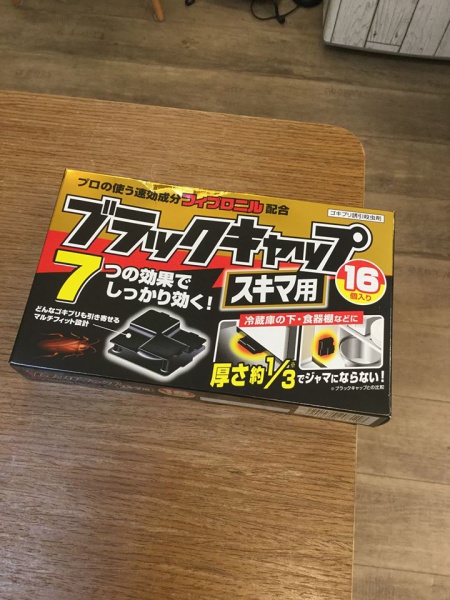 プロの使う速効成分フィプロニル配合
ゴキブリ誘引殺虫剤
ブラックキャップ
スキマ用
16
個入り
7つの効果で
しっかり効く!
どんなゴキブリも引き寄せる
マルチフィット設計
冷蔵庫の下・食器棚などに
厚さ約1/3でジャマにならない!
※ブラックキャップとの比較